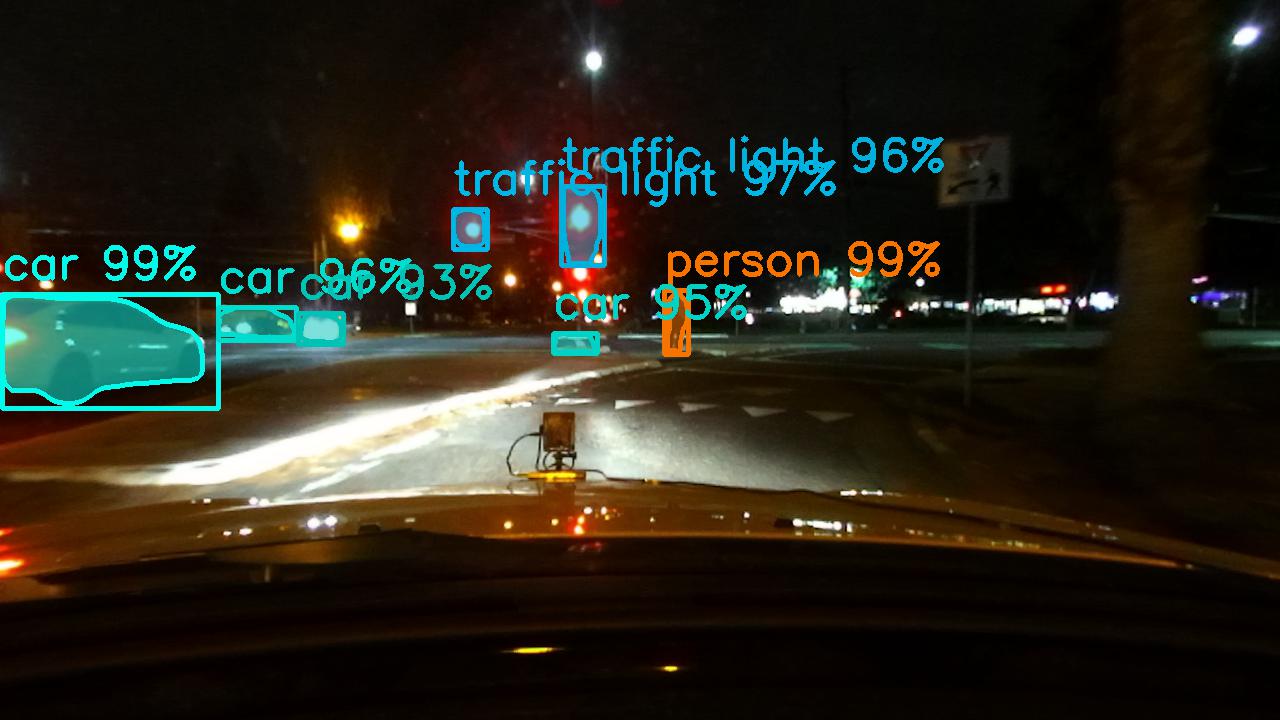 traffic light 96%
traffic light 97%
person 99%
car 99%
car 96%
car 93%
car 95%